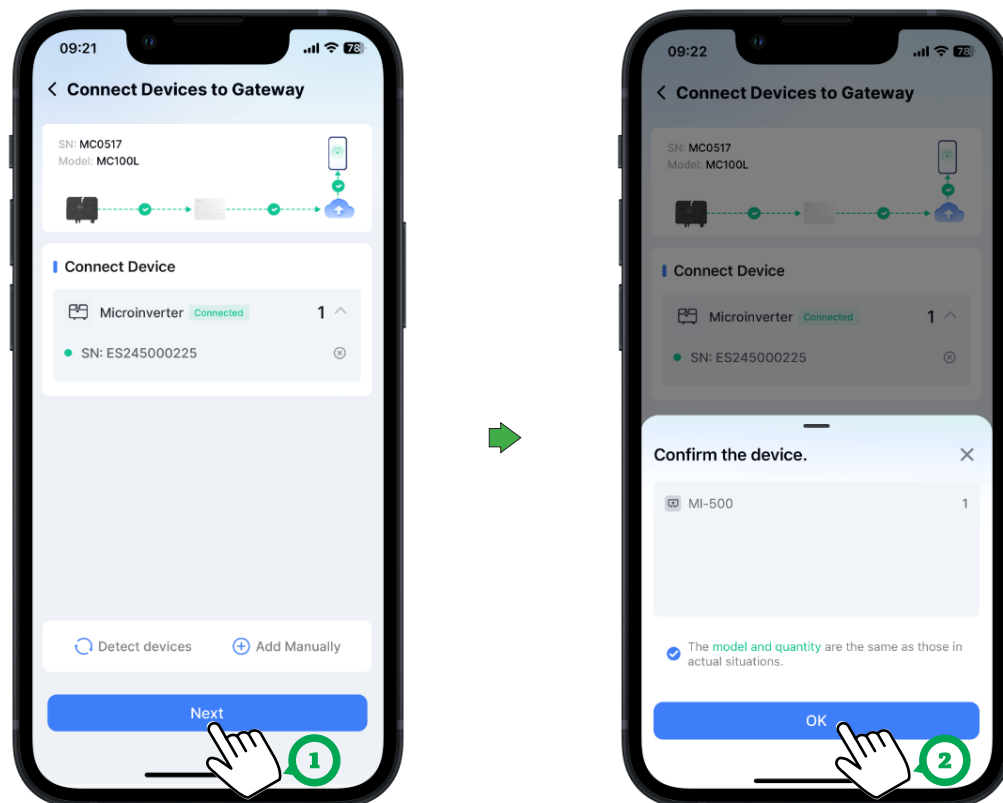 09:21
78
Connect Devices to Gateway
SN: MC0517
Model: MC100L
Connect Device
Microinverter Connected 1
SN: ES245000225
Detect devices Add Manually
Next
1
09:22
78
Connect Devices to Gateway
SN: MC0517
Model: MC100L
Connect Device
Microinverter Connected 1
SN: ES245000225
Confirm the device.
MI-500 1
The model and quantity are the same as those in
actual situations.
OK
2